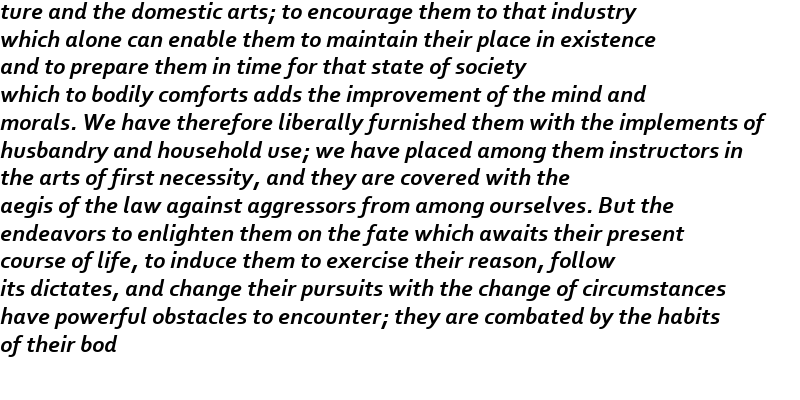 ture and the domestic arts; to encourage them to that industry
which alone can enable them to maintain their place in existence
and to prepare them in time for that state of society
which to bodily comforts adds the improvement of the mind and
morals. We have therefore liberally furnished them with the implements of
husbandry and household use; we have placed among them instructors in
the arts of first necessity, and they are covered with the
aegis of the law against aggressors from among ourselves. But the
endeavors to enlighten them on the fate which awaits their present
course of life, to induce them to exercise their reason, follow
its dictates, and change their pursuits with the change of circumstances
have powerful obstacles to encounter; they are combated by the habits
of their bod